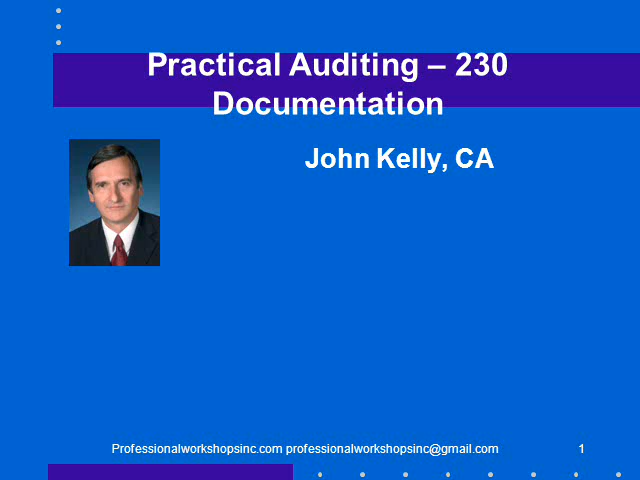 Practical Auditing – 230
Documentation
John Kelly, CA
Professionalworkshopsinc.com professionalworkshopsinc@gmail.com
1